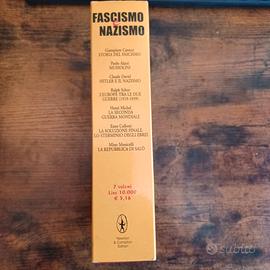 FASCISMO
NAZISMO
Giampiero Carocci
STORIA DEL FASCISMO
Paolo Alatri
MUSSOLINI
Claude David
HITLER E IL NAZISMO
Ralph Schor
L'EUROPA TRA LE DUE
GUERRE (1919-1939)
Henri Michel
LA SECONDA
GUERRA MONDIALE
Enzo Collotti
LA SOLUZIONE FINALE
LO STERMINIO DEGLI EBREI
Mino Monicelli
LA REPUBBLICA DI SALÒ
7 volumi
Lire 10.000
€ 5,16
Newton
& Compton
Editori
subito